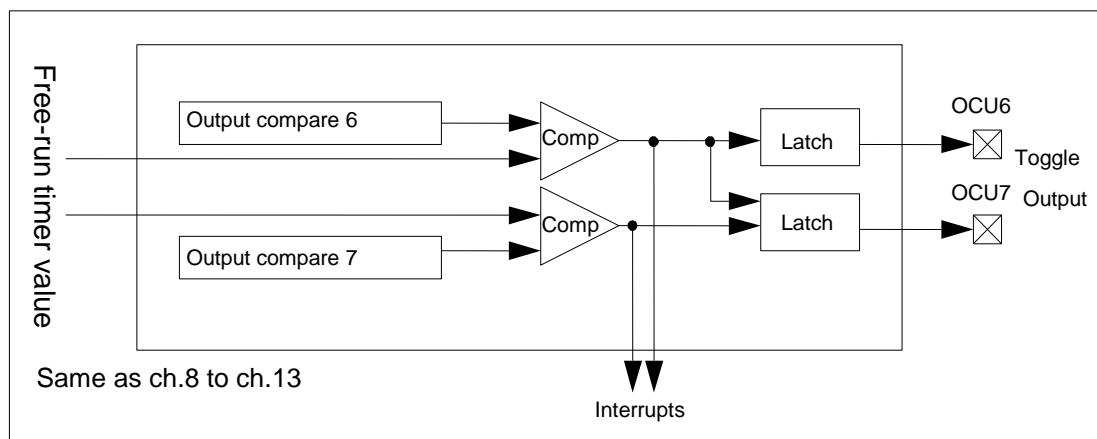 Free-run timer value
Output compare 6
Comp
Latch
OCU6
Toggle
Output compare 7
Comp
Latch
OCU7
Output
Interrupts
Same as ch.8 to ch.13